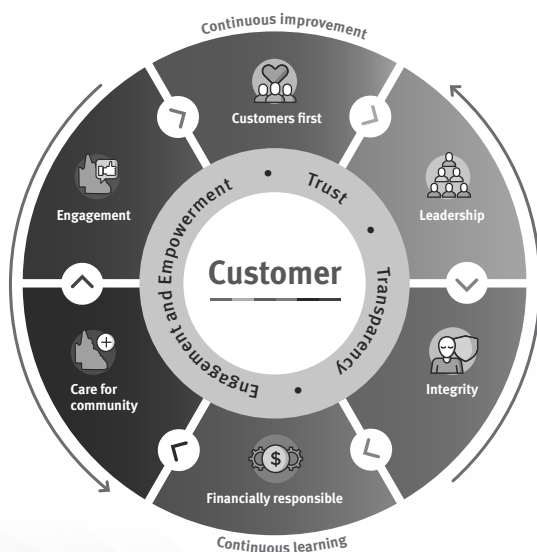 Continuous improvement
Customers first
Leadership
Integrity
Financially responsible
Care for
community
Engagement
Trust
Transparency
Engagement and Empowerment
Customer
$
Continuous learning